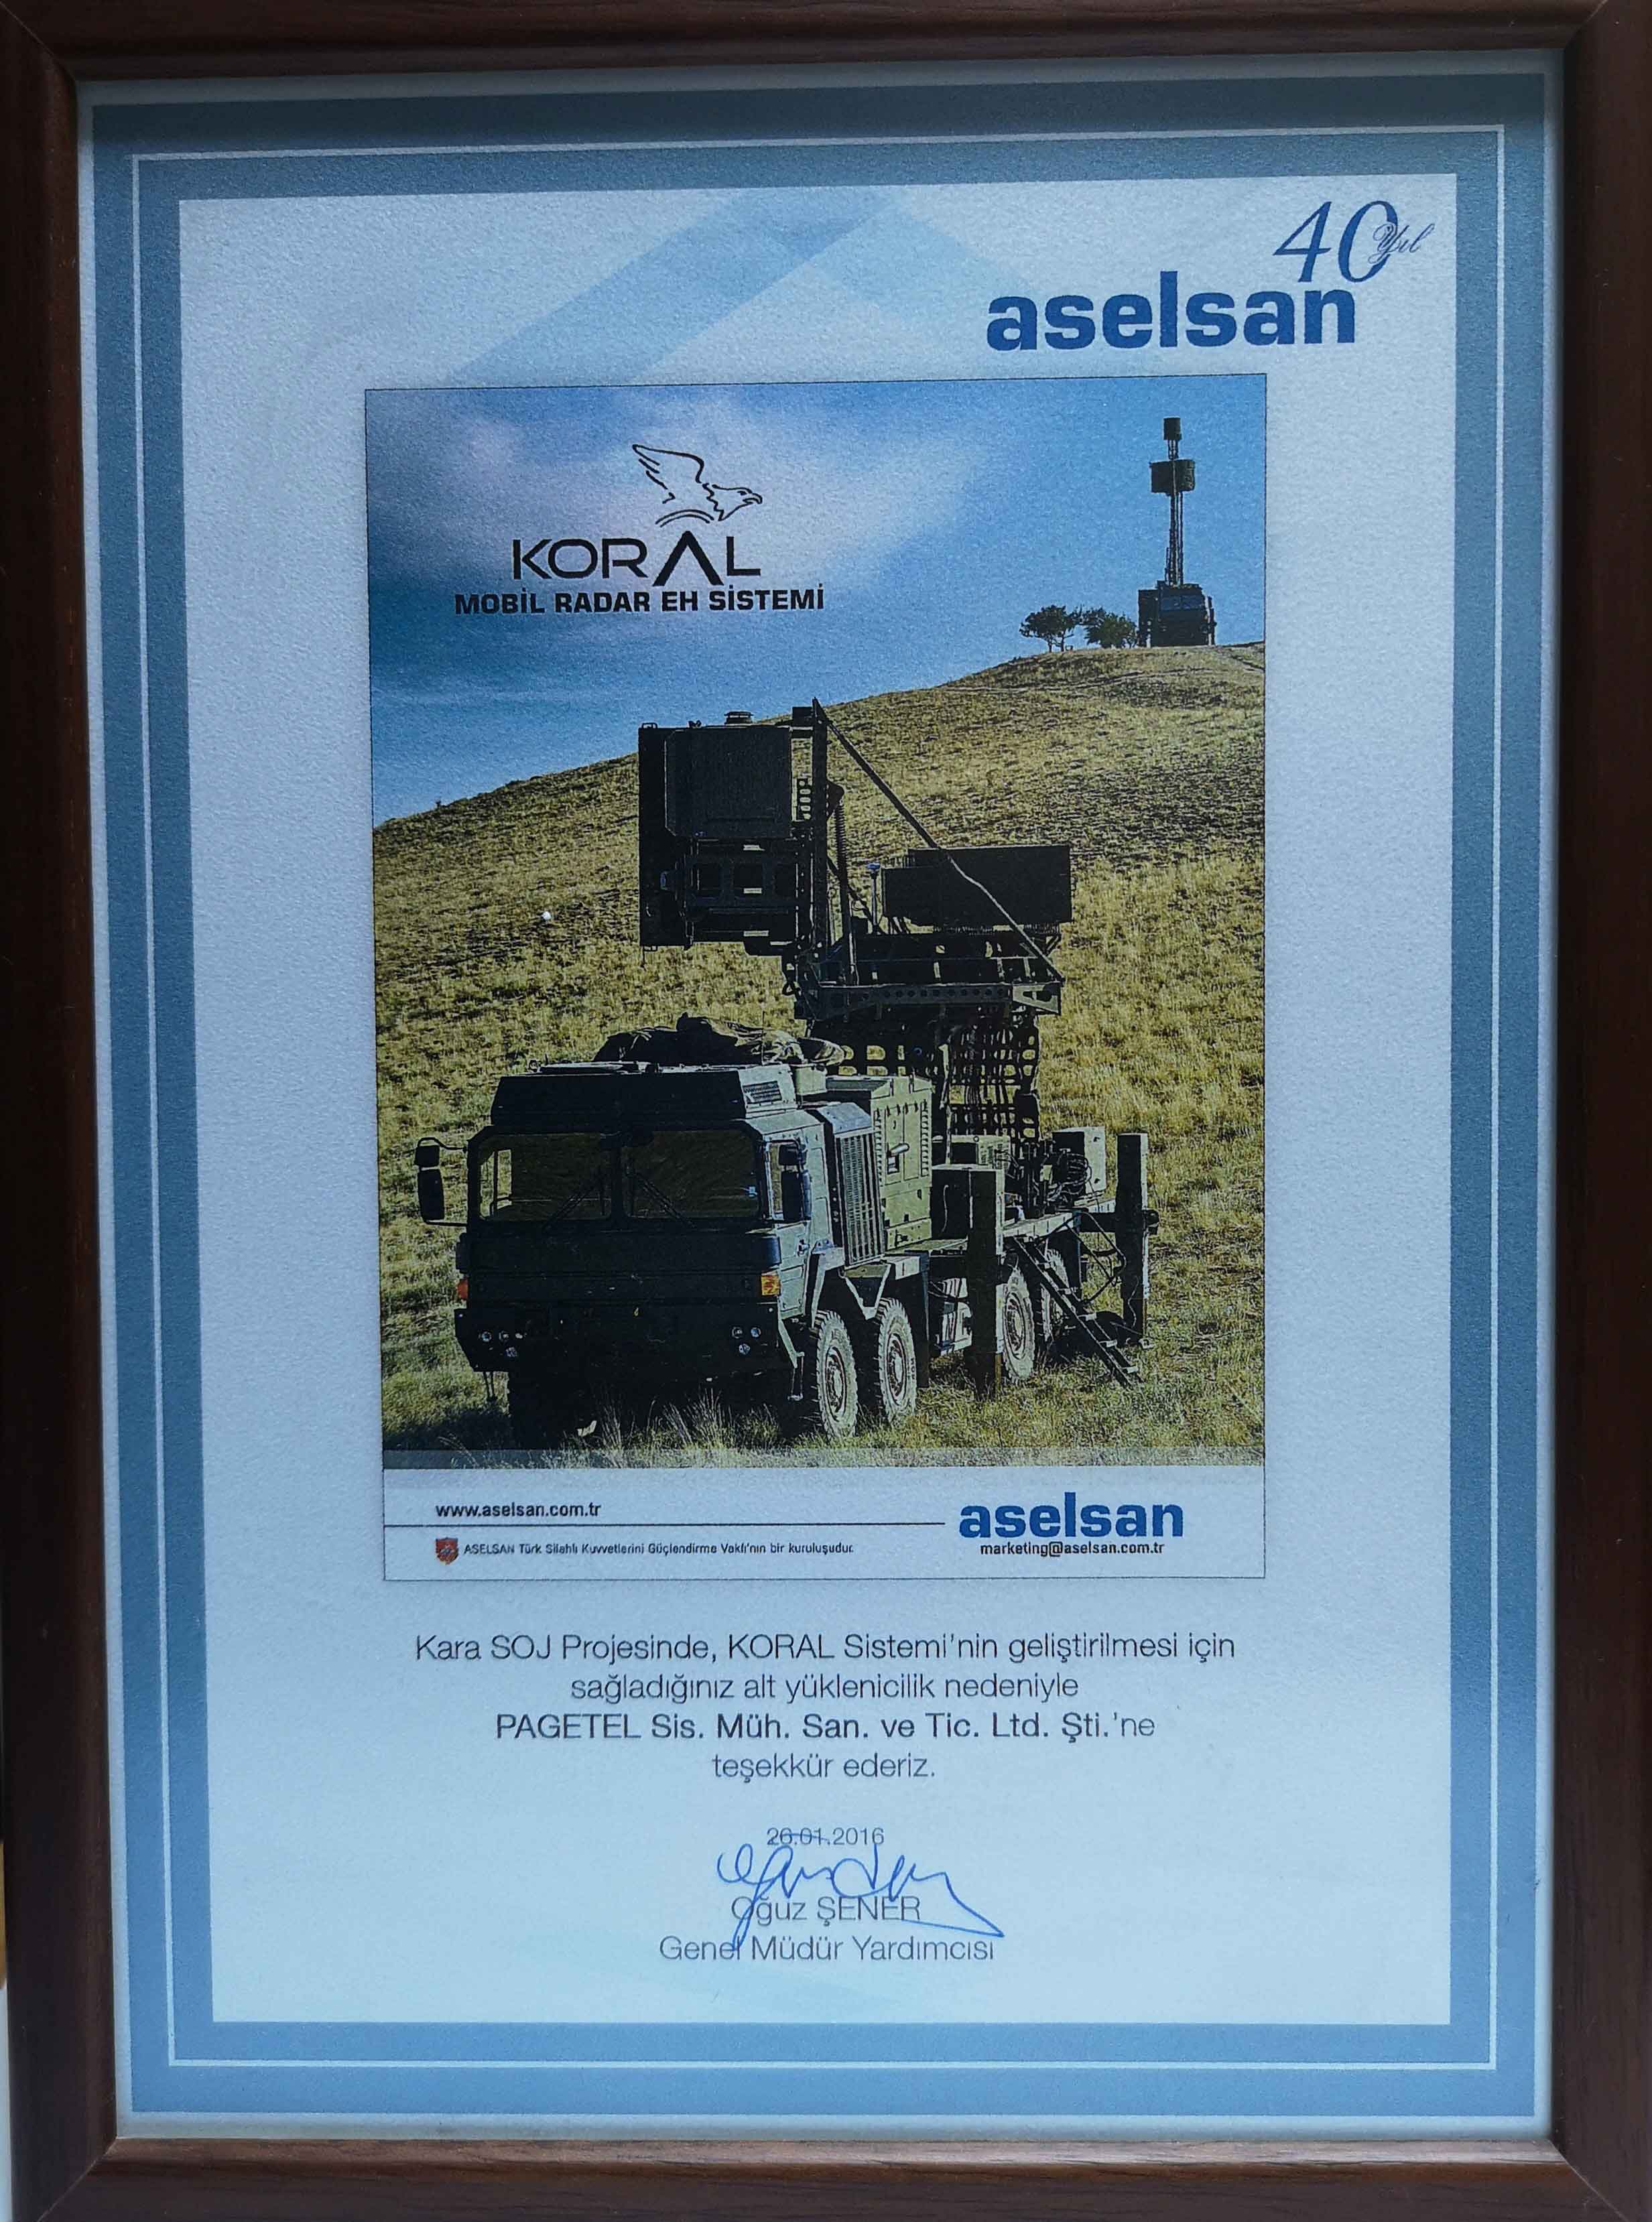 40 Yıl
aselsan
KORAL
MOBİL RADAR EH SİSTEMİ
www.aselsan.com.tr
aselsan
ASELSAN Türk Silahlı Kuvvetlerini Güçlendirme Vakfı'nın bir kuruluşudur.
marketing@aselsan.com.tr
Kara SOJ Projesinde, KORAL Sistemi'nin geliştirilmesi için
sağladığınız alt yüklenicilik nedeniyle
PAGETEL Sis. Müh. San. ve Tic. Ltd. Şti.'ne
teşekkür ederiz.
26.01.2016
Oğuz ŞENER
Genel Müdür Yardımcısı